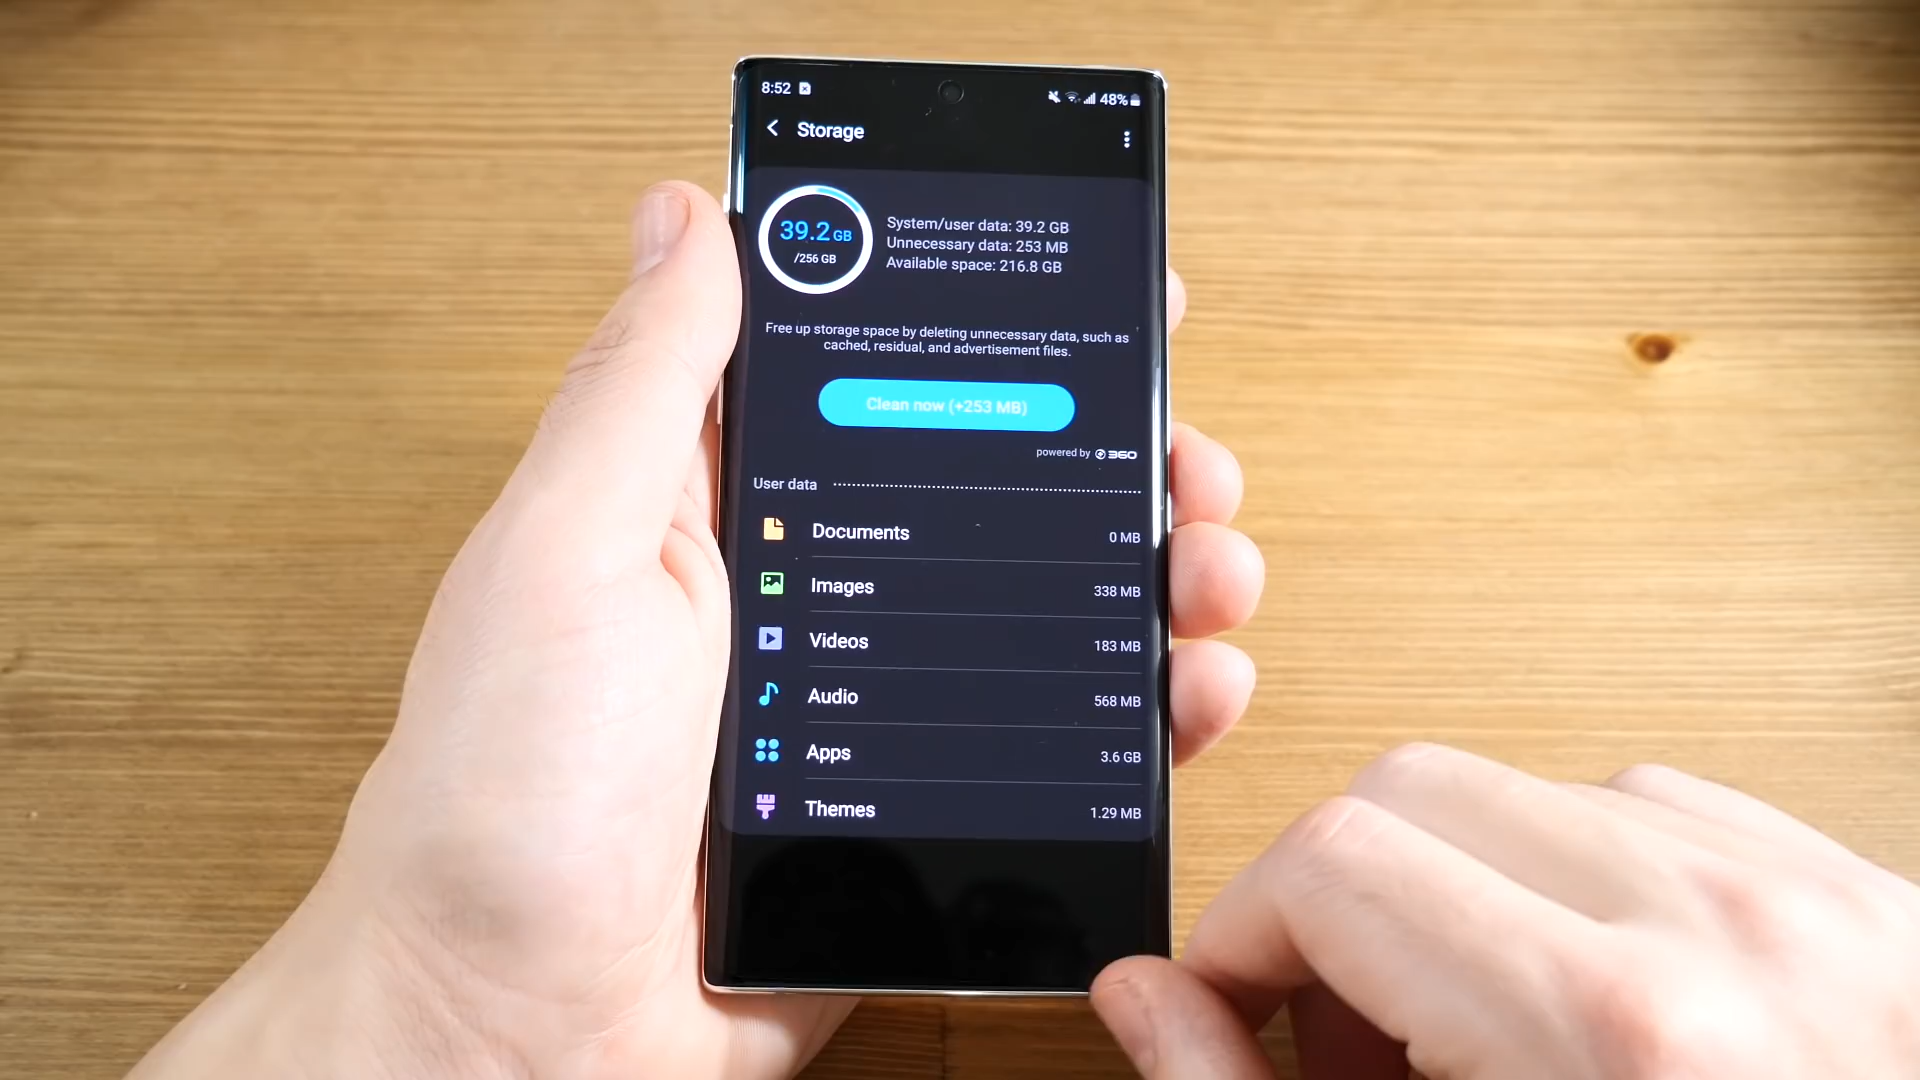 8:52
48%
Storage
39.2 GB
/256 GB
System/user data: 39.2 GB
Unnecessary data: 253 MB
Available space: 216.8 GB
Free up storage space by deleting unnecessary data, such as
cached, residual, and advertisement files.
Clean now (+253 MB)
powered by 360
User data
Documents 0 MB
Images 338 MB
Videos 183 MB
Audio 568 MB
Apps 3.6 GB
Themes 1.29 MB